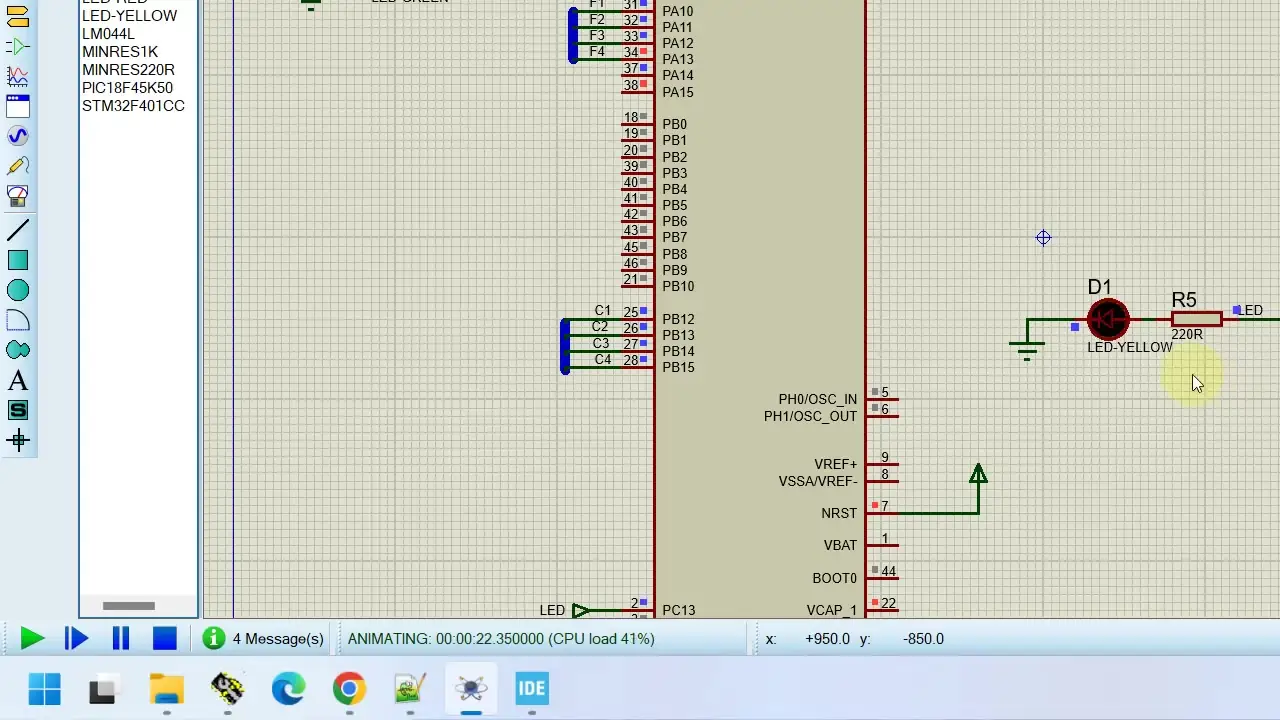 LED-RED
LED-YELLOW
LM044L
MINRES1K
MINRES220R
PIC18F45K50
STM32F401CC
LED-GREEN
F1 31 PA10
F2 32 PA11
F3 33 PA12
F4 34 PA13
37 PA14
38 PA15
18 PB0
19 PB1
20 PB2
39 PB3
40 PB4
41 PB5
42 PB6
43 PB7
45 PB8
46 PB9
21 PB10
C1 25 PB12
C2 26 PB13
C3 27 PB14
C4 28 PB15
PH0/OSC_IN 5
PH1/OSC_OUT 6
VREF+ 9
VSSA/VREF- 8
NRST 7
VBAT 1
BOOT0 44
LED 2 PC13 VCAP_1 22
D1
LED-YELLOW
R5
220R
LED
A
S
4 Message(s) ANIMATING: 00:00:22.350000 (CPU load 41%) x: +950.0 y: -850.0
IDE